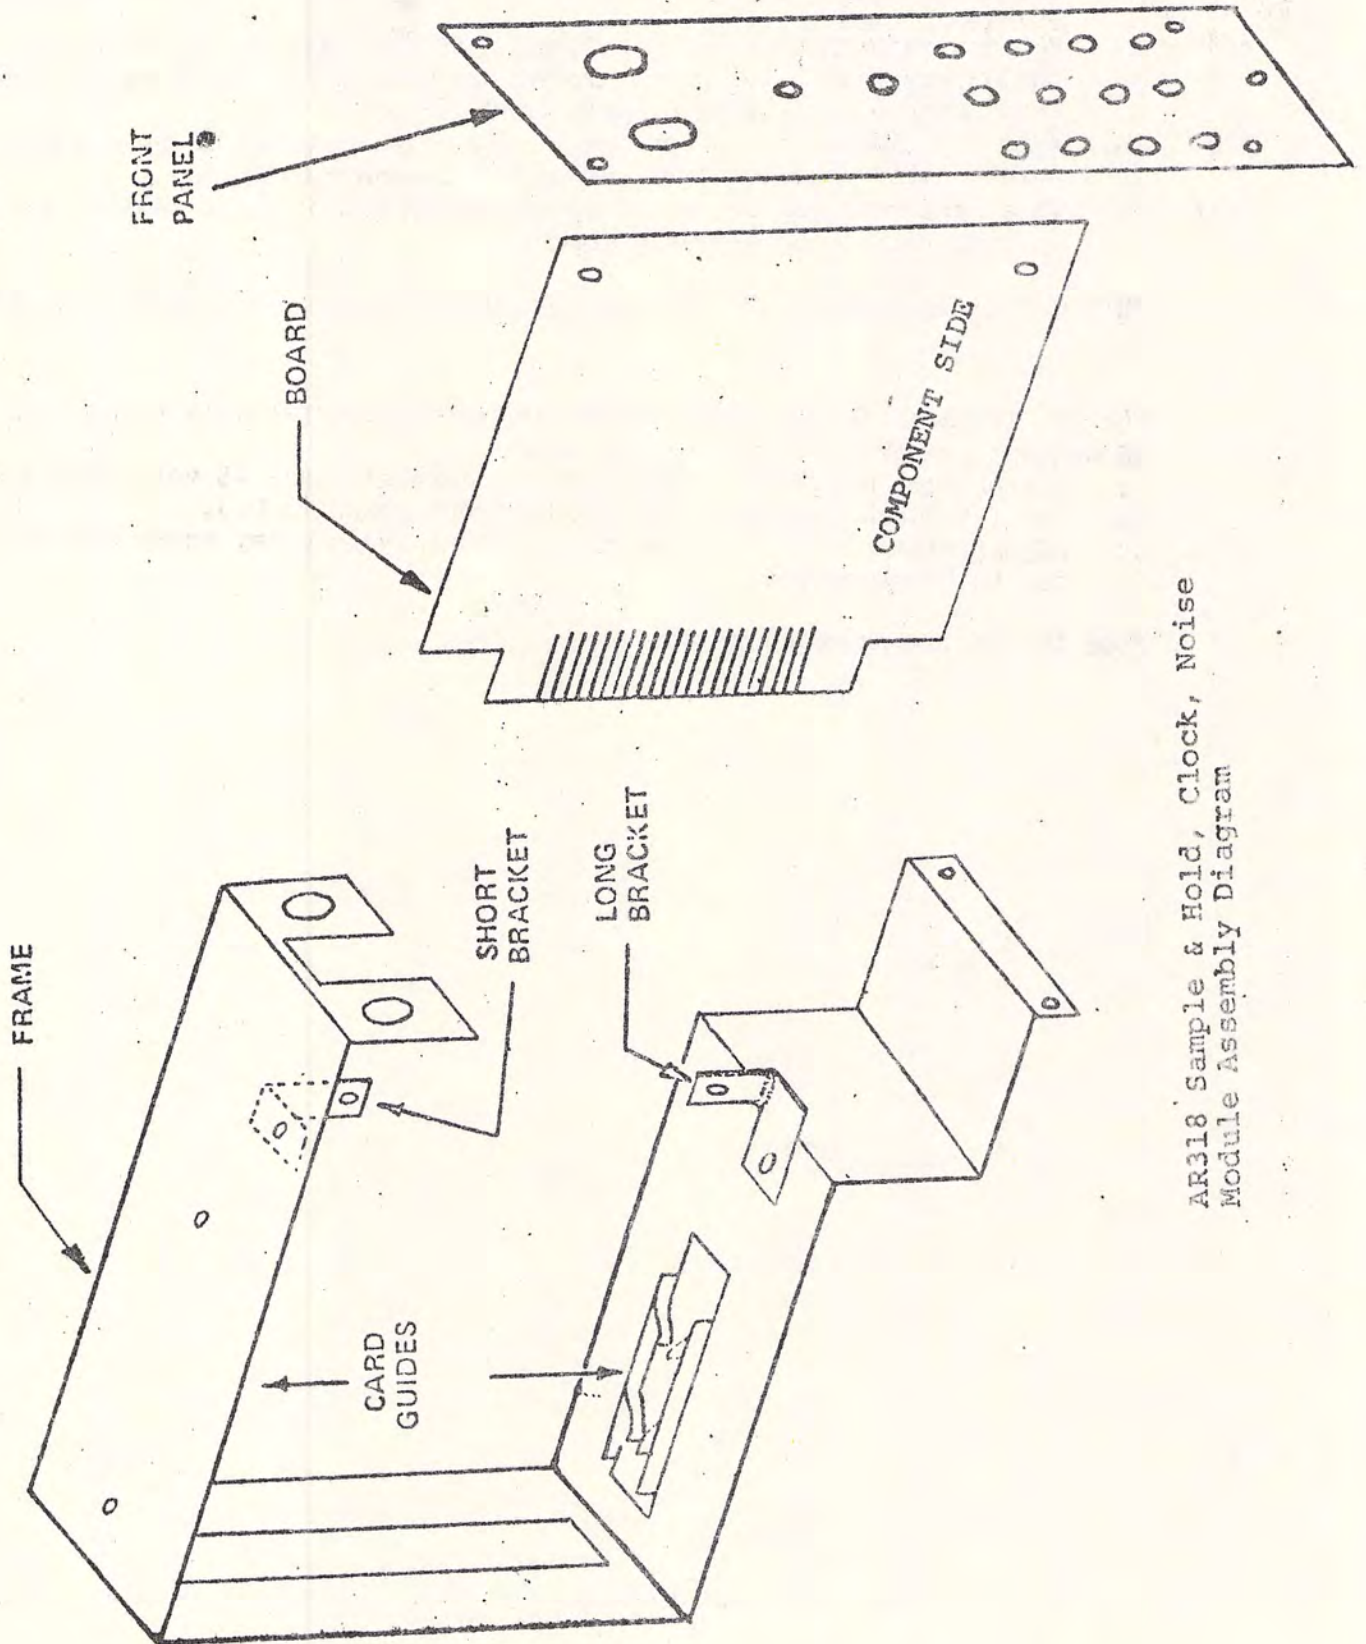 FRAME
FRONT
PANEL
BOARD
SHORT
BRACKET
LONG
BRACKET
CARD
GUIDES
COMPONENT SIDE
AR318 Sample & Hold, Clock, Noise
Module Assembly Diagram